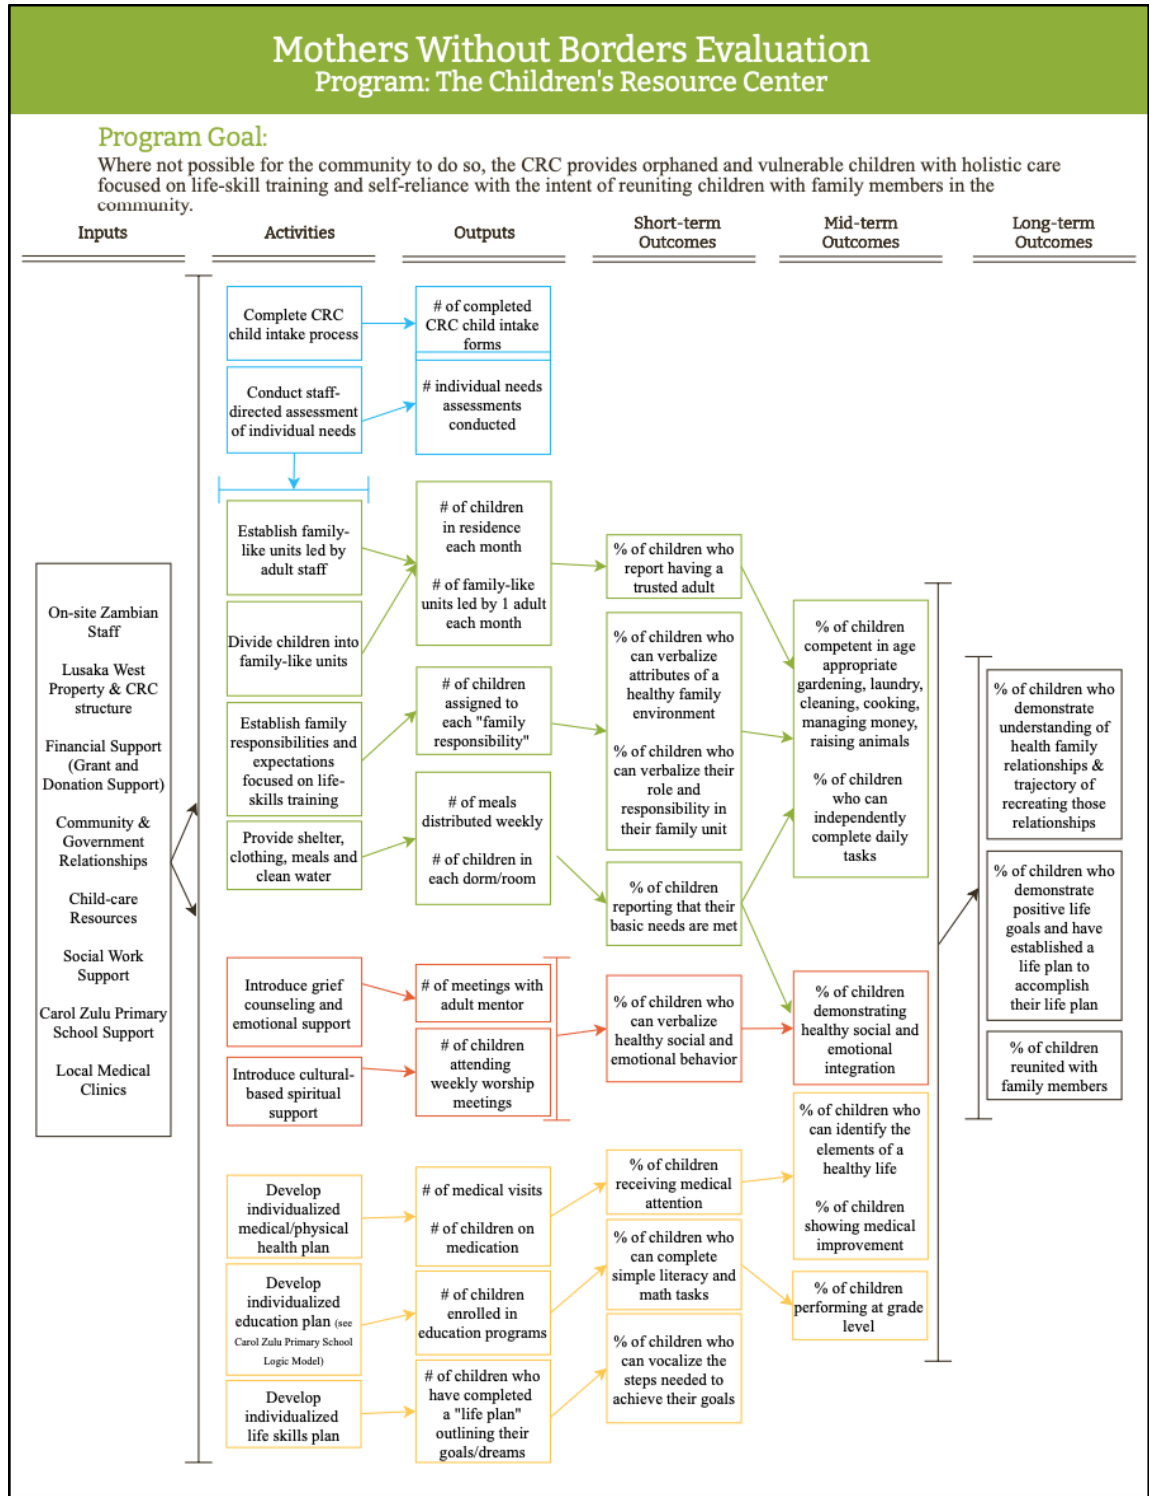 Mothers Without Borders Evaluation
Program: The Children's Resource Center
Program Goal:
Where not possible for the community to do so, the CRC provides orphaned and vulnerable children with holistic care
focused on life-skill training and self-reliance with the intent of reuniting children with family members in the
community.
Inputs
Activities
Outputs
Short-term
Outcomes
Mid-term
Outcomes
Long-term
Outcomes
On-site Zambian
Staff
Lusaka West
Property & CRC
structure
Financial Support
(Grant and
Donation Support)
Community &
Government
Relationships
Child-care
Resources
Social Work
Support
Carol Zulu Primary
School Support
Local Medical
Clinics
Complete CRC
child intake process
Conduct staff-
directed assessment
of individual needs
Establish family-
like units led by
adult staff
Divide children into
family-like units
Establish family
responsibilities and
expectations
focused on life-
skills training
Provide shelter,
clothing, meals and
clean water
Introduce grief
counseling and
emotional support
Introduce cultural-
based spiritual
support
Develop
individualized
medical/physical
health plan
Develop
individualized
education plan (see
Carol Zulu Primary School
Logic Model)
Develop
individualized
life skills plan
# of completed
CRC child intake
forms
# individual needs
assessments
conducted
# of children
in residence
each month
# of family-like
units led by 1 adult
each month
# of children
assigned to
each "family
responsibility"
# of meals
distributed weekly
# of children in
each dorm/room
# of meetings with
adult mentor
# of children
attending
weekly worship
meetings
# of medical visits
# of children on
medication
# of children
enrolled in
education programs
# of children who
have completed
a "life plan"
outlining their
goals/dreams
% of children who
report having a
trusted adult
% of children who
can verbalize
attributes of a
healthy family
environment
% of children who
can verbalize their
role and
responsibility in
their family unit
% of children
reporting that their
basic needs are met
% of children who
can verbalize
healthy social and
emotional behavior
% of children
receiving medical
attention
% of children who
can complete
simple literacy and
math tasks
% of children who
can vocalize the
steps needed to
achieve their goals
% of children
competent in age
appropriate
gardening, laundry,
cleaning, cooking,
managing money,
raising animals
% of children
who can
independently
complete daily
tasks
% of children
demonstrating
healthy social and
emotional
integration
% of children who
can identify the
elements of a
healthy life
% of children
showing medical
improvement
% of children
performing at grade
level
% of children who
demonstrate
understanding of
health family
relationships &
trajectory of
recreating those
relationships
% of children who
demonstrate
positive life
goals and have
established a
life plan to
accomplish
their life plan
% of children
reunited with
family members